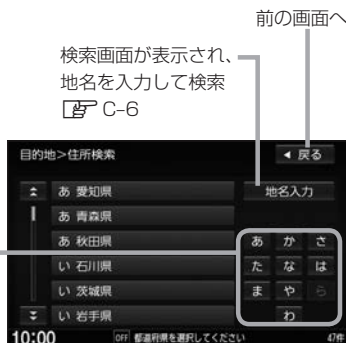 前の画面へ
検索画面が表示され、
地名を入力して検索
C-6
目的地>住所検索
◀ 戻る
あ 愛知県
地名入力
あ 青森県
あ 秋田県
あ か さ
い 石川県
た な は
い 茨城県
ま や ら
い 岩手県
わ
10:00
OFF 都道府県を選択してください
47件